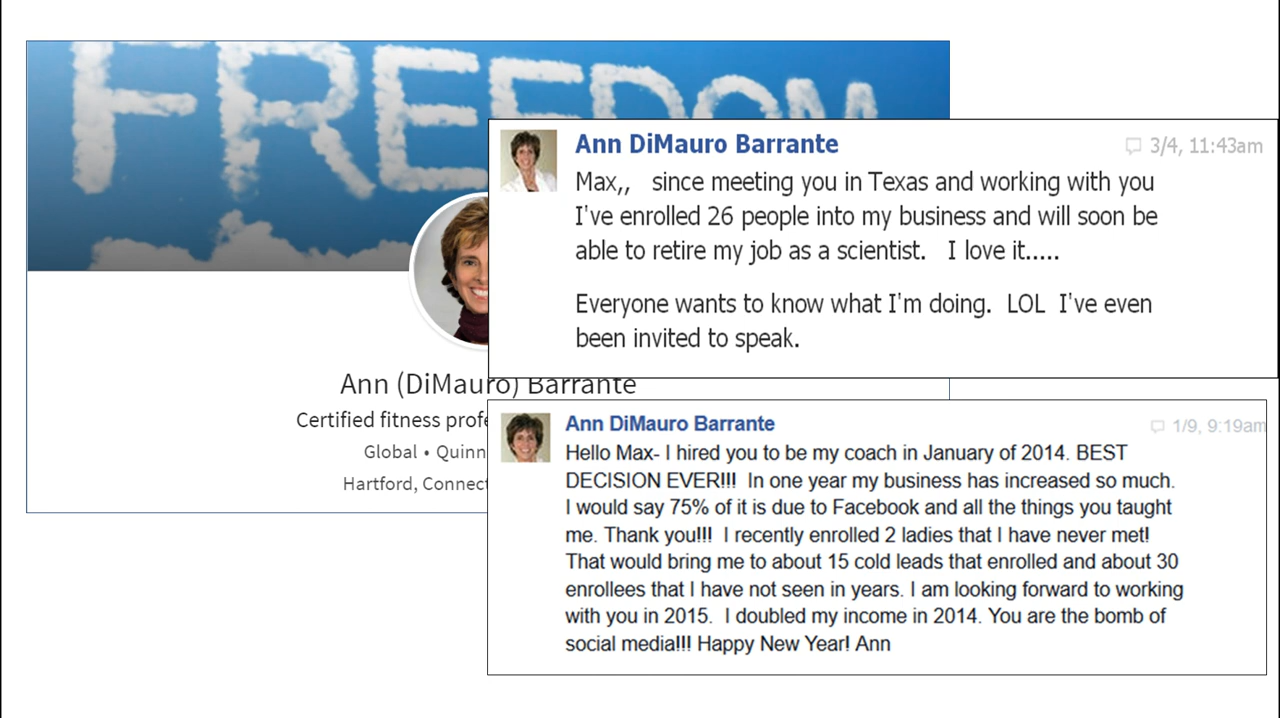 FREEDOM
Ann DiMauro Barrante
3/4, 11:43am
Max,, since meeting you in Texas and working with you
I've enrolled 26 people into my business and will soon be
able to retire my job as a scientist. I love it.....
Everyone wants to know what I'm doing. LOL I've even
been invited to speak.
Ann (DiMauro) Barrante
Certified fitness
Global •
Hartford,
Ann DiMauro Barrante
1/9, 9:19am
Hello Max- I hired you to be my coach in January of 2014. BEST
DECISION EVER!!! In one year my business has increased so much.
I would say 75% of it is due to Facebook and all the things you taught
me. Thank you!!! I recently enrolled 2 ladies that I have never met!
That would bring me to about 15 cold leads that enrolled and about 30
enrollees that I have not seen in years. I am looking forward to working
with you in 2015. I doubled my income in 2014. You are the bomb of
social media!!! Happy New Year! Ann